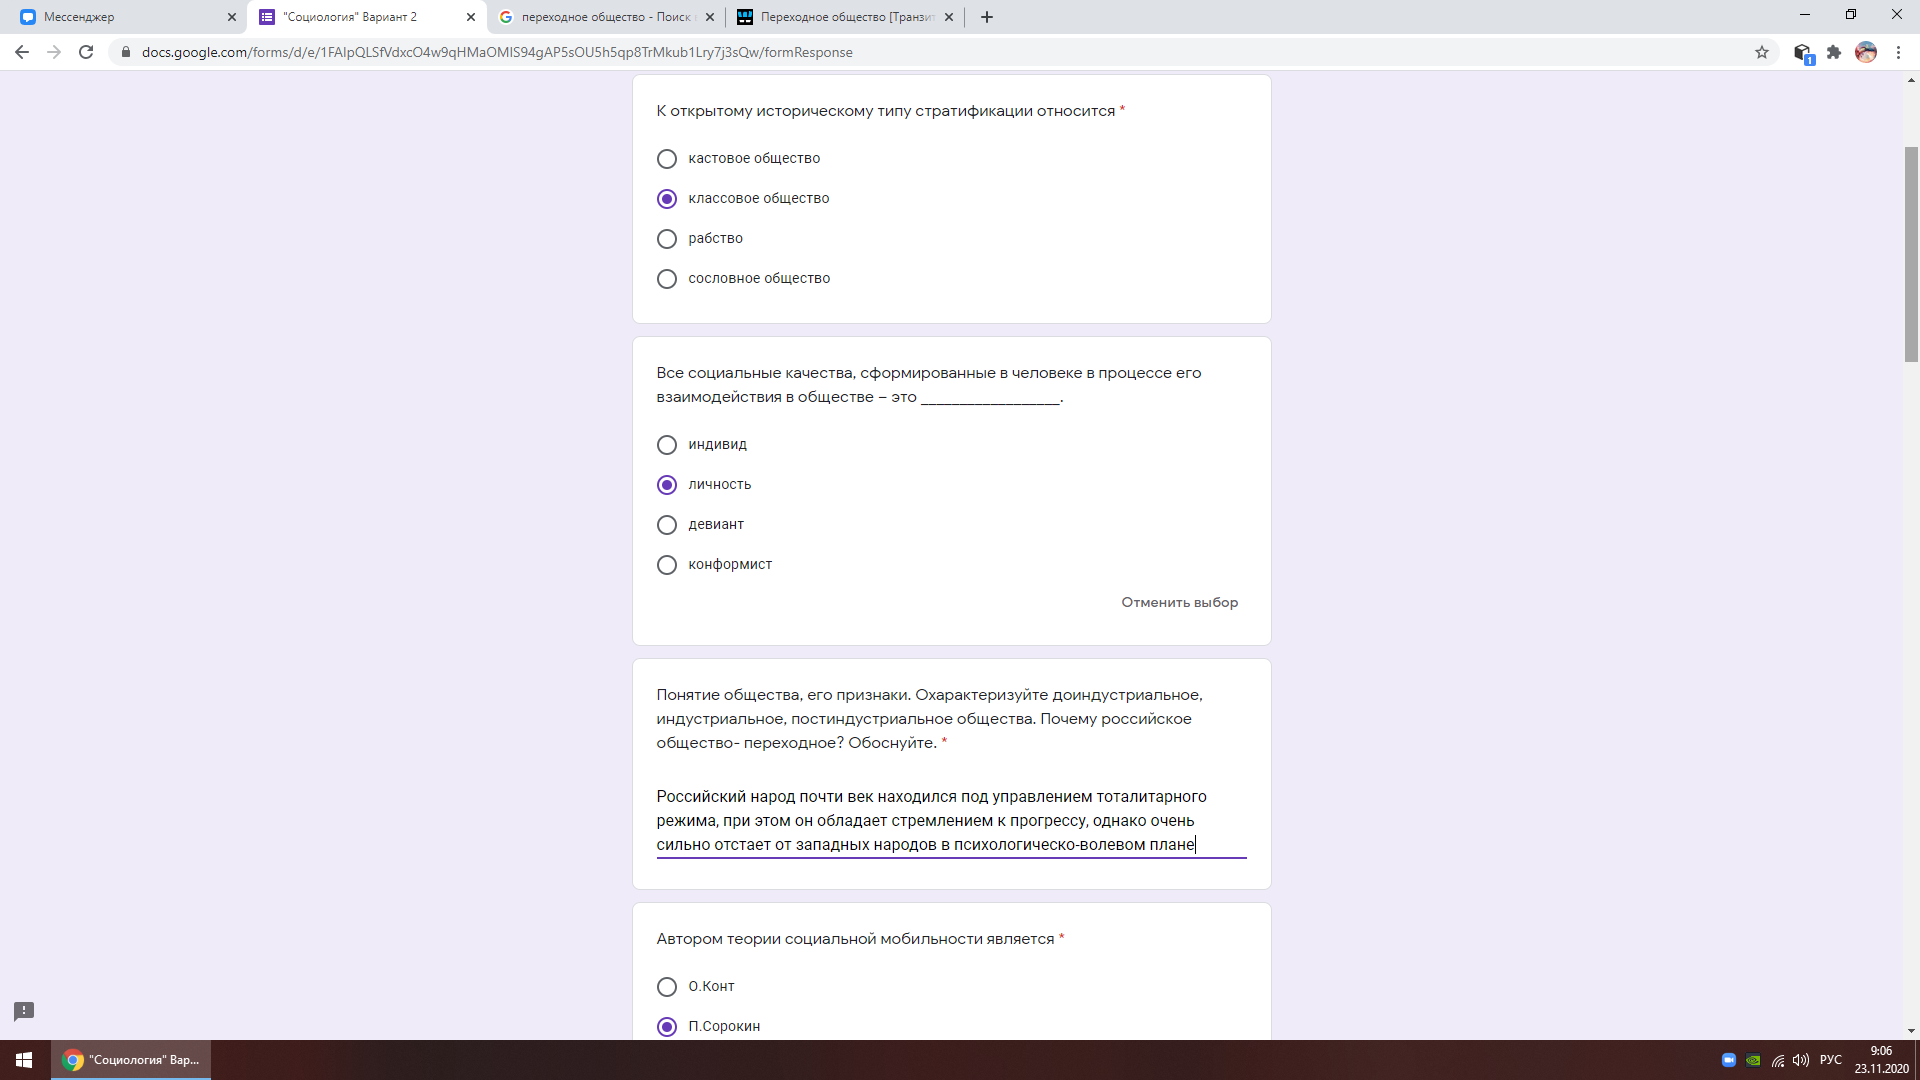 Мессенджер
"Социология" Вариант 2
переходное общество - Поиск
Переходное общество [Транзит
docs.google.com/forms/d/e/1FAIpQLSfVdxcO4w9qHMaOMIS94gAP5sOU5h5qp8TrMkub1Lry7j3sQw/formResponse
1
К открытому историческому типу стратификации относится *
кастовое общество
классовое общество
рабство
сословное общество
Все социальные качества, сформированные в человеке в процессе его
взаимодействия в обществе – это __________________.
индивид
личность
девиант
конформист
Отменить выбор
Понятие общества, его признаки. Охарактеризуйте доиндустриальное,
индустриальное, постиндустриальное общества. Почему российское
общество- переходное? Обоснуйте. *
Российский народ почти век находился под управлением тоталитарного
режима, при этом он обладает стремлением к прогрессу, однако очень
сильно отстает от западных народов в психологическо-волевом плане
Автором теории социальной мобильности является *
О.Конт
П.Сорокин
"Социология" Вар...
РУС
9:06
23.11.2020